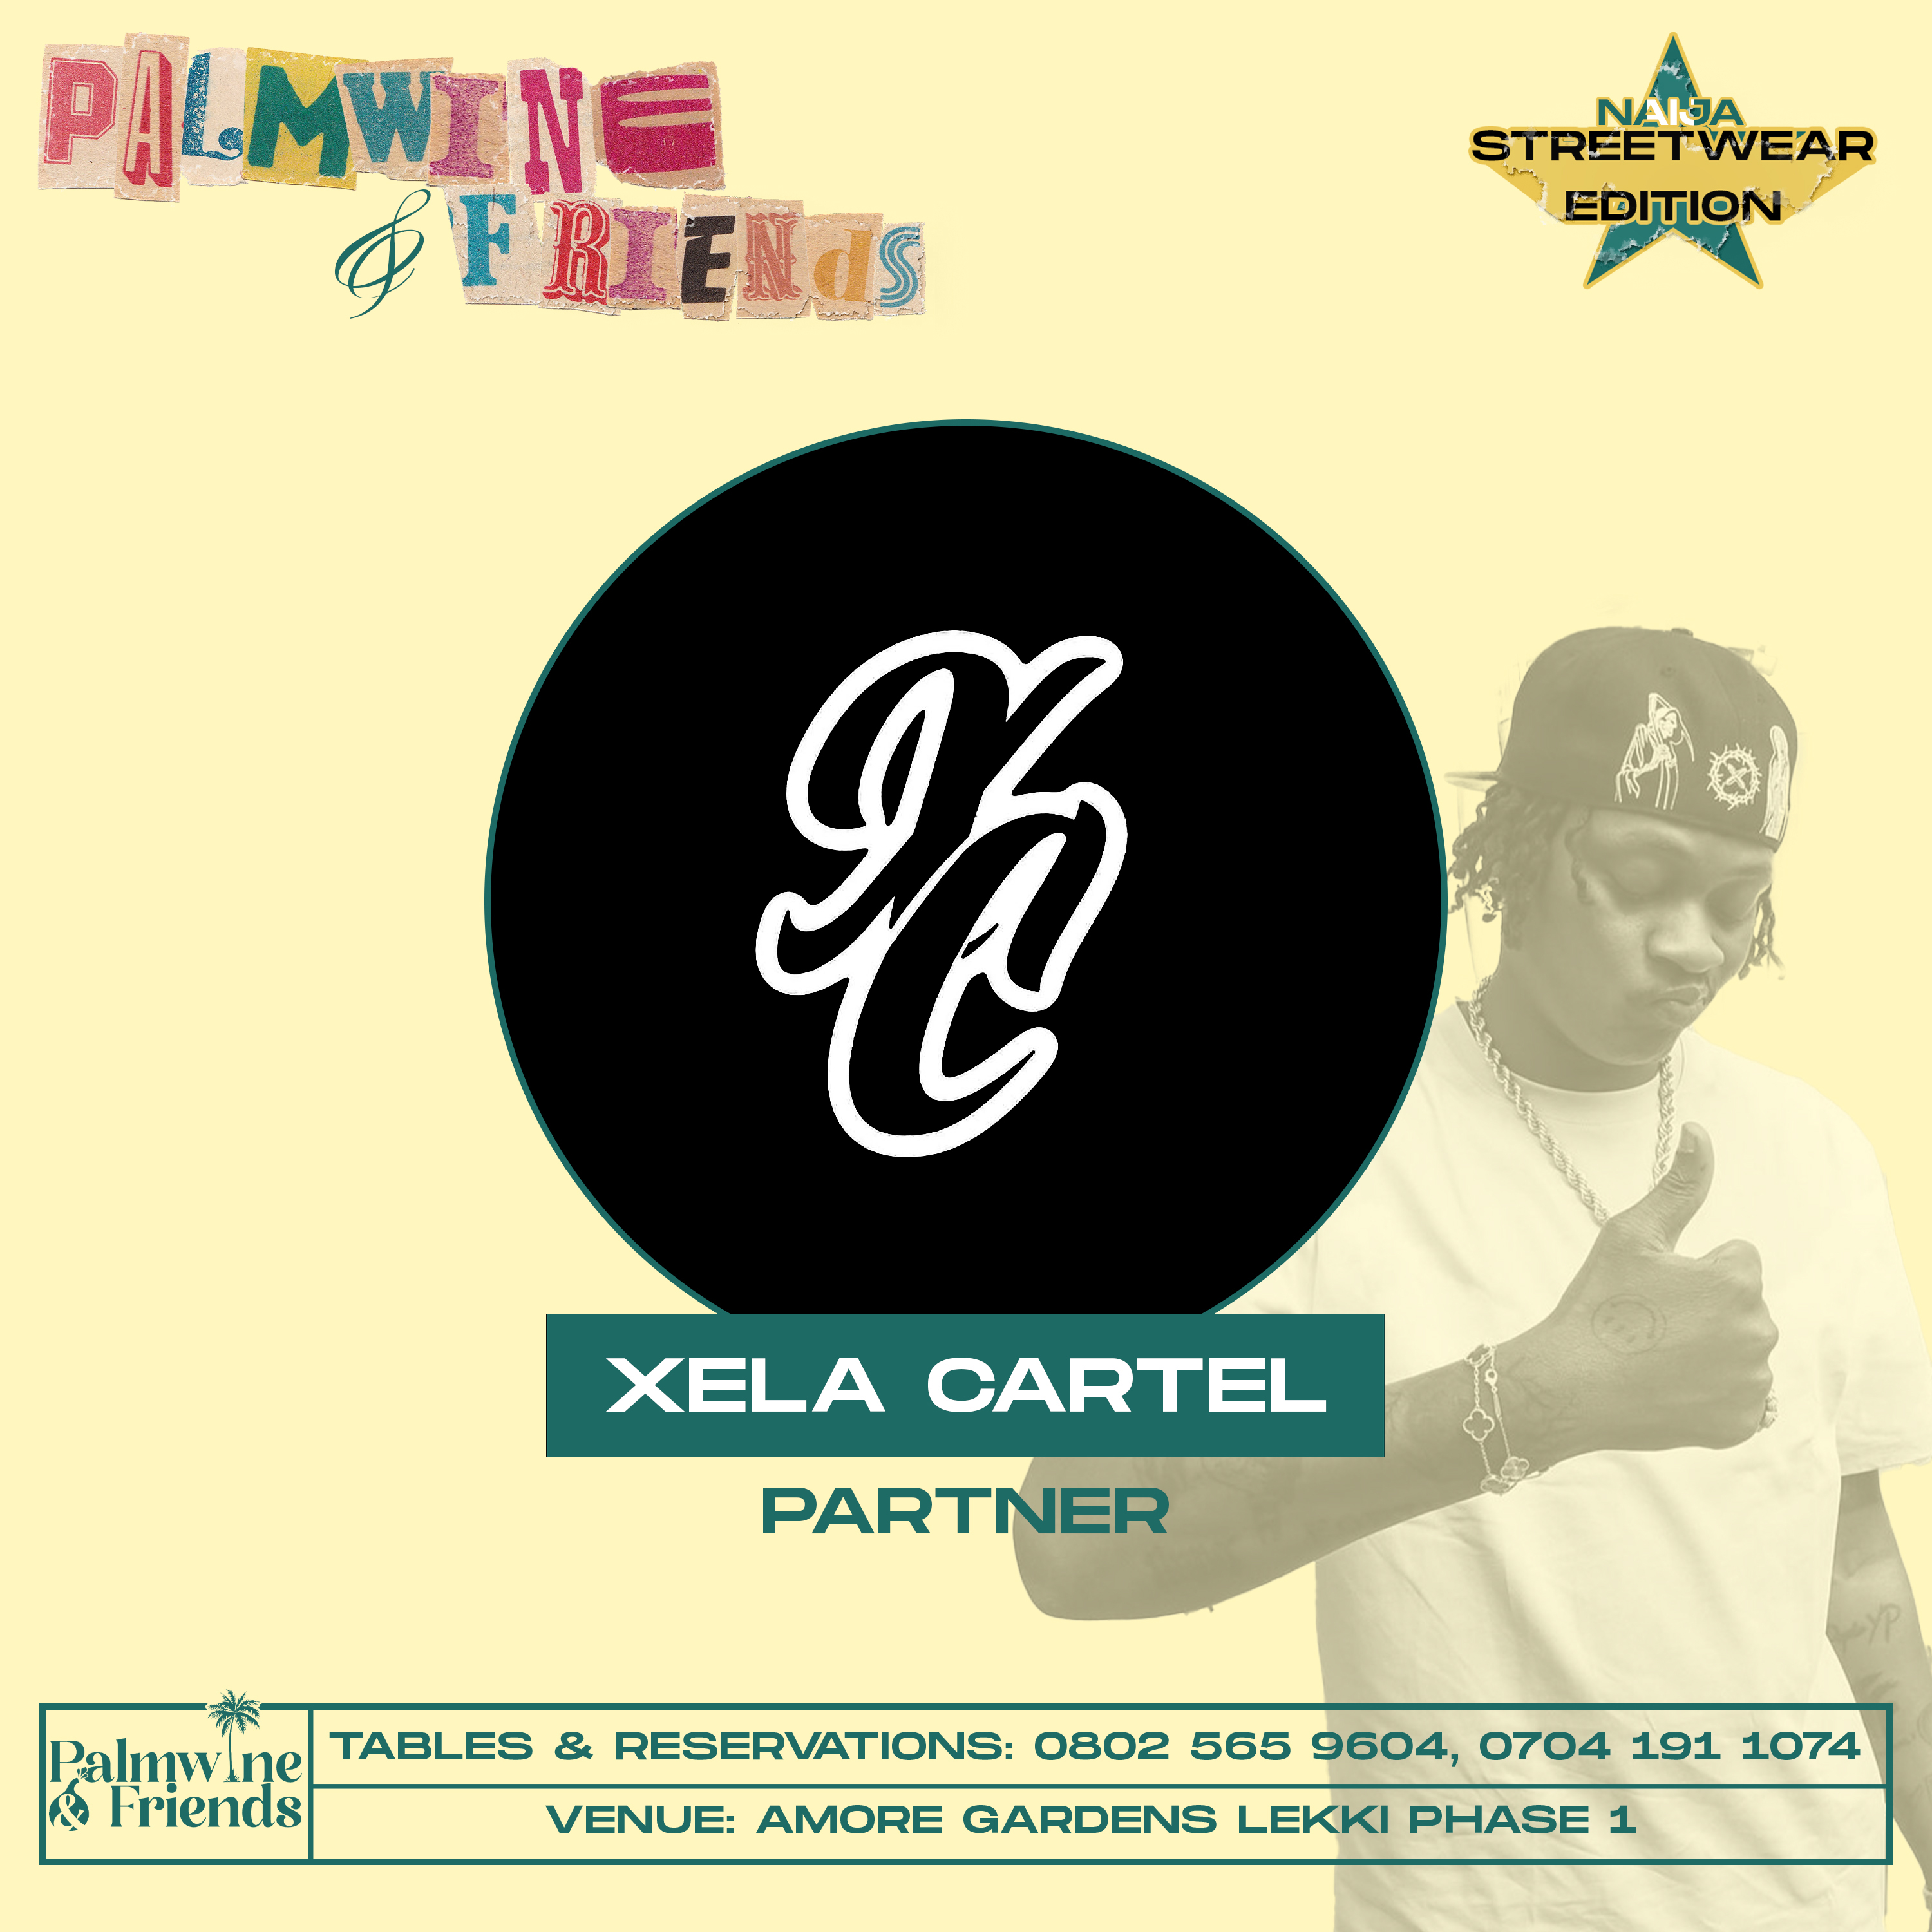 PALMWINE
& FRIENdS
NAIJA
STREETWEAR
EDITION
XC
XELA CARTEL
PARTNER
Palmwine
& Friends
TABLES & RESERVATIONS: 0802 565 9604, 0704 191 1074
VENUE: AMORE GARDENS LEKKI PHASE 1